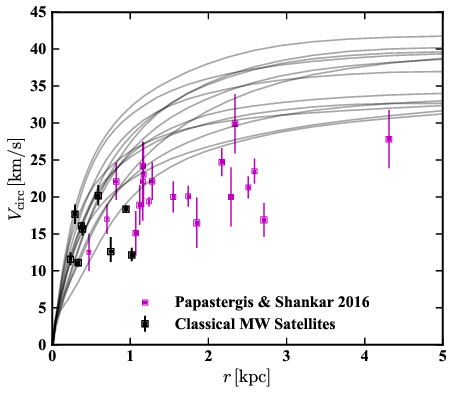 45
40
35
30
25
20
15
10
5
0
V_circ [km/s]
Papastergis & Shankar 2016
Classical MW Satellites
0 1 2 3 4 5
r [kpc]